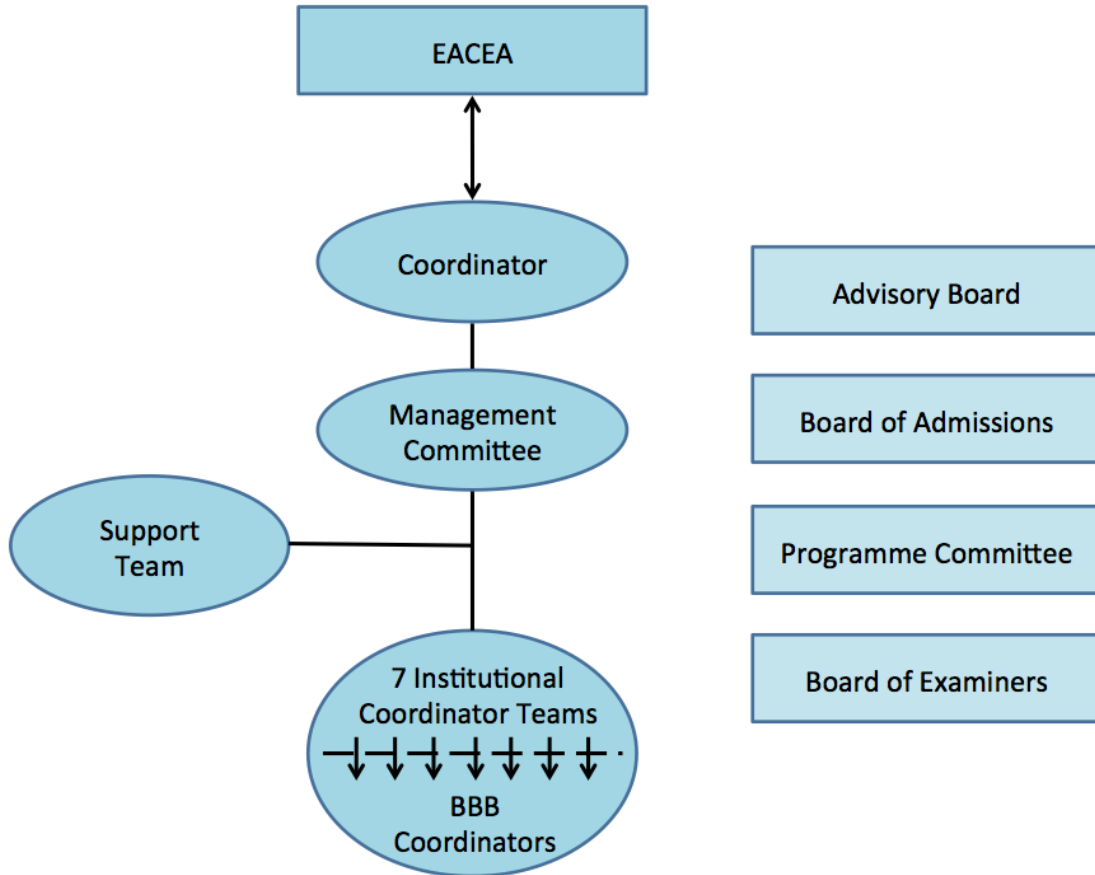 EACEA
Coordinator
Management
Committee
Support
Team
7 Institutional
Coordinator Teams
BBB
Coordinators
Advisory Board
Board of Admissions
Programme Committee
Board of Examiners